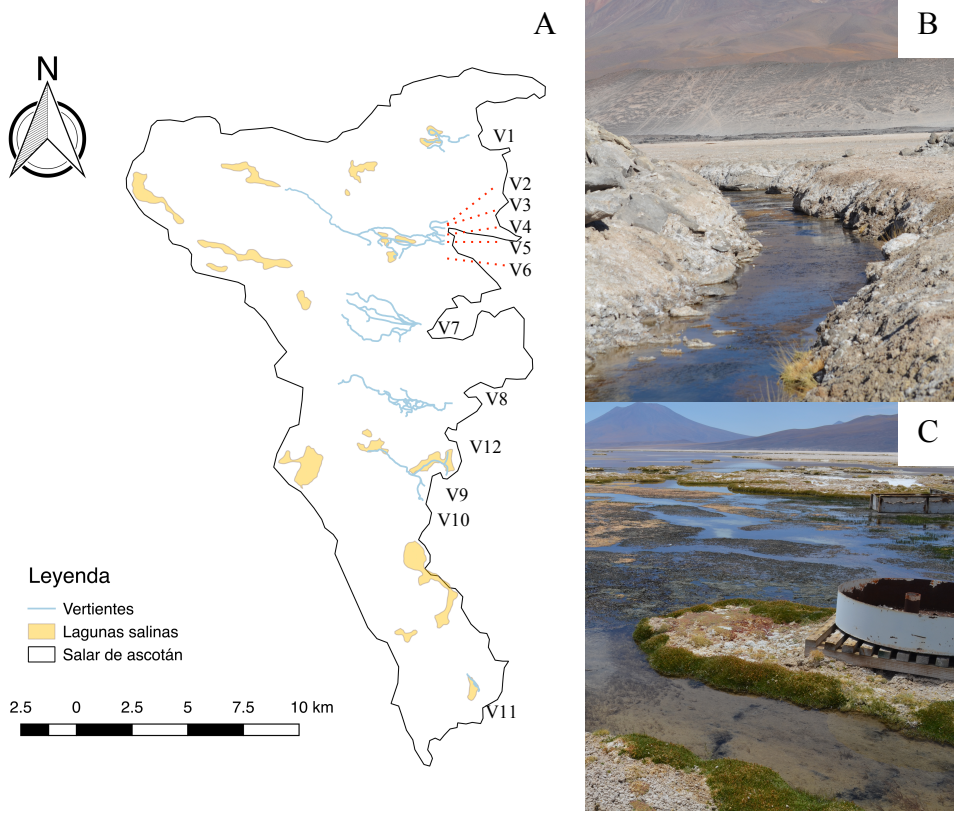 A
N
V1
V2
V3
V4
V5
V6
V7
V8
V12
V9
V10
V11
Leyenda
Vertientes
Lagunas salinas
Salar de ascotán
2.5 0 2.5 5 7.5 10 km
B
C